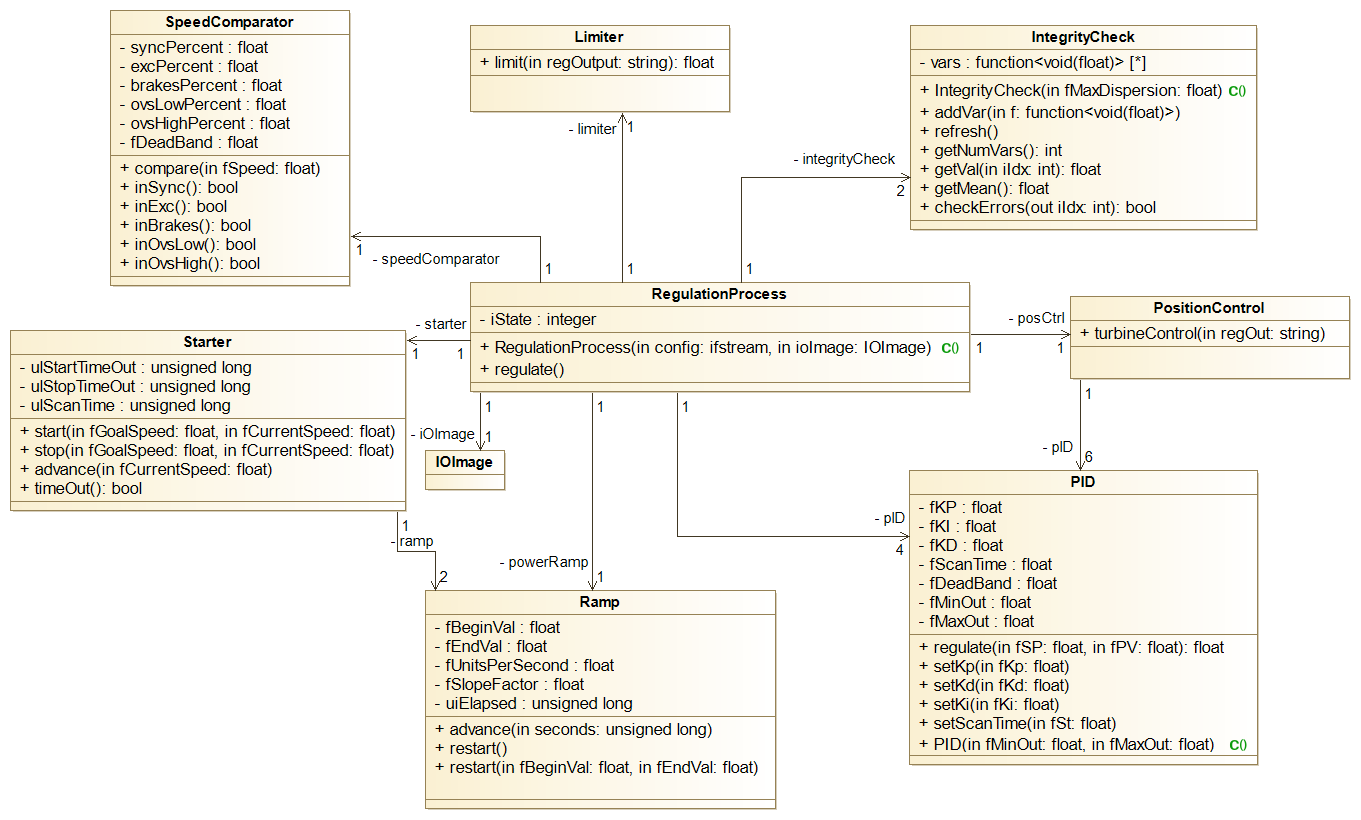 SpeedComparator
- syncPercent : float
- excPercent : float
- brakesPercent : float
- ovsLowPercent : float
- ovsHighPercent : float
- fDeadBand : float
+ compare(in fSpeed: float)
+ inSync(): bool
+ inExc(): bool
+ inBrakes(): bool
+ inOvsLow(): bool
+ inOvsHigh(): bool
Limiter
+ limit(in regOutput: string): float
IntegrityCheck
- vars : function<void(float)> [*]
+ IntegrityCheck(in fMaxDispersion: float) C()
+ addVar(in f: function<void(float)>)
+ refresh()
+ getNumVars(): int
+ getVal(in iIdx: int): float
+ getMean(): float
+ checkErrors(out iIdx: int): bool
- limiter
1
- integrityCheck
2
1
- speedComparator
1
1
1
RegulationProcess
- iState : integer
+ RegulationProcess(in config: ifstream, in ioImage: IOImage) C()
+ regulate()
- posCtrl
1
1
PositionControl
+ turbineControl(in regOut: string)
- starter
1
1
Starter
- ulStartTimeOut : unsigned long
- ulStopTimeOut : unsigned long
- ulScanTime : unsigned long
+ start(in fGoalSpeed: float, in fCurrentSpeed: float)
+ stop(in fGoalSpeed: float, in fCurrentSpeed: float)
+ advance(in fCurrentSpeed: float)
+ timeOut(): bool
1
- iOImage
1
IOImage
1
1
1
- pID
6
PID
- fKP : float
- fKI : float
- fKD : float
- fScanTime : float
- fDeadBand : float
- fMinOut : float
- fMaxOut : float
+ regulate(in fSP: float, in fPV: float): float
+ setKp(in fKp: float)
+ setKd(in fKd: float)
+ setKi(in fKi: float)
+ setScanTime(in fSt: float)
+ PID(in fMinOut: float, in fMaxOut: float) C()
- pID
4
1
- ramp
2
- powerRamp
1
Ramp
- fBeginVal : float
- fEndVal : float
- fUnitsPerSecond : float
- fSlopeFactor : float
- uiElapsed : unsigned long
+ advance(in seconds: unsigned long)
+ restart()
+ restart(in fBeginVal: float, in fEndVal: float)